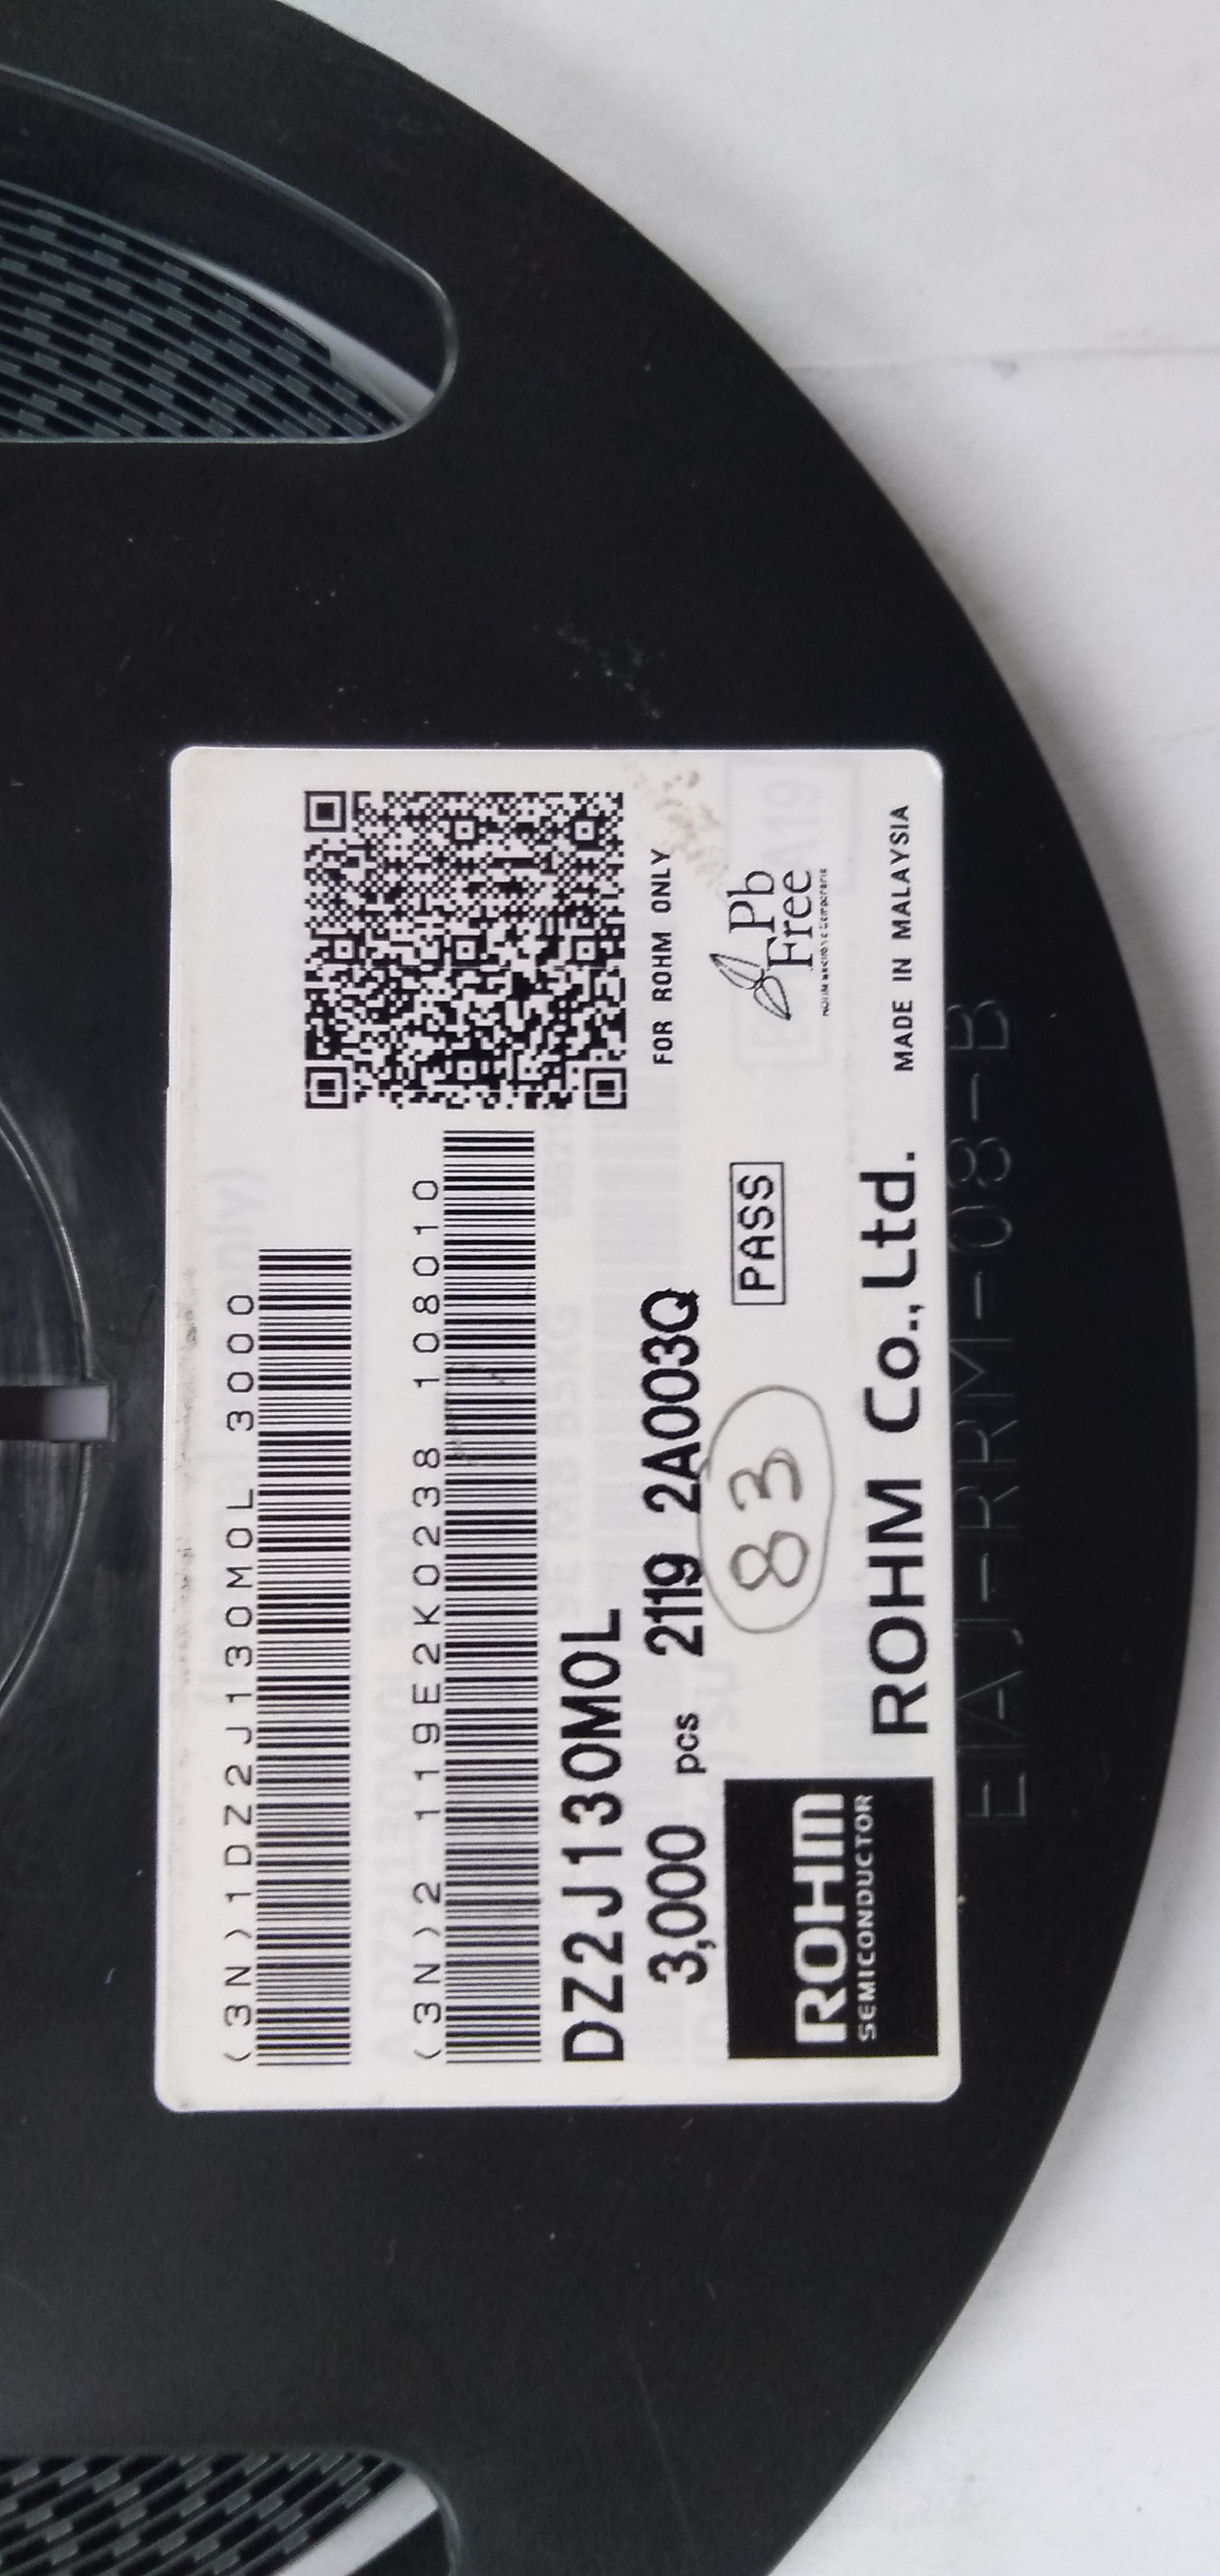 (3N)1DZ2J130M0L 3000
(3N)2 119E2K0238 108010
FOR ROHM ONLY
DZ2J130M0L
3,000 pcs 2119 2A003Q
83
PASS
Pb
Free
ROHM
SEMICONDUCTOR
ROHM Co., Ltd.
MADE IN MALAYSIA
EIAJ-RRM-08-B